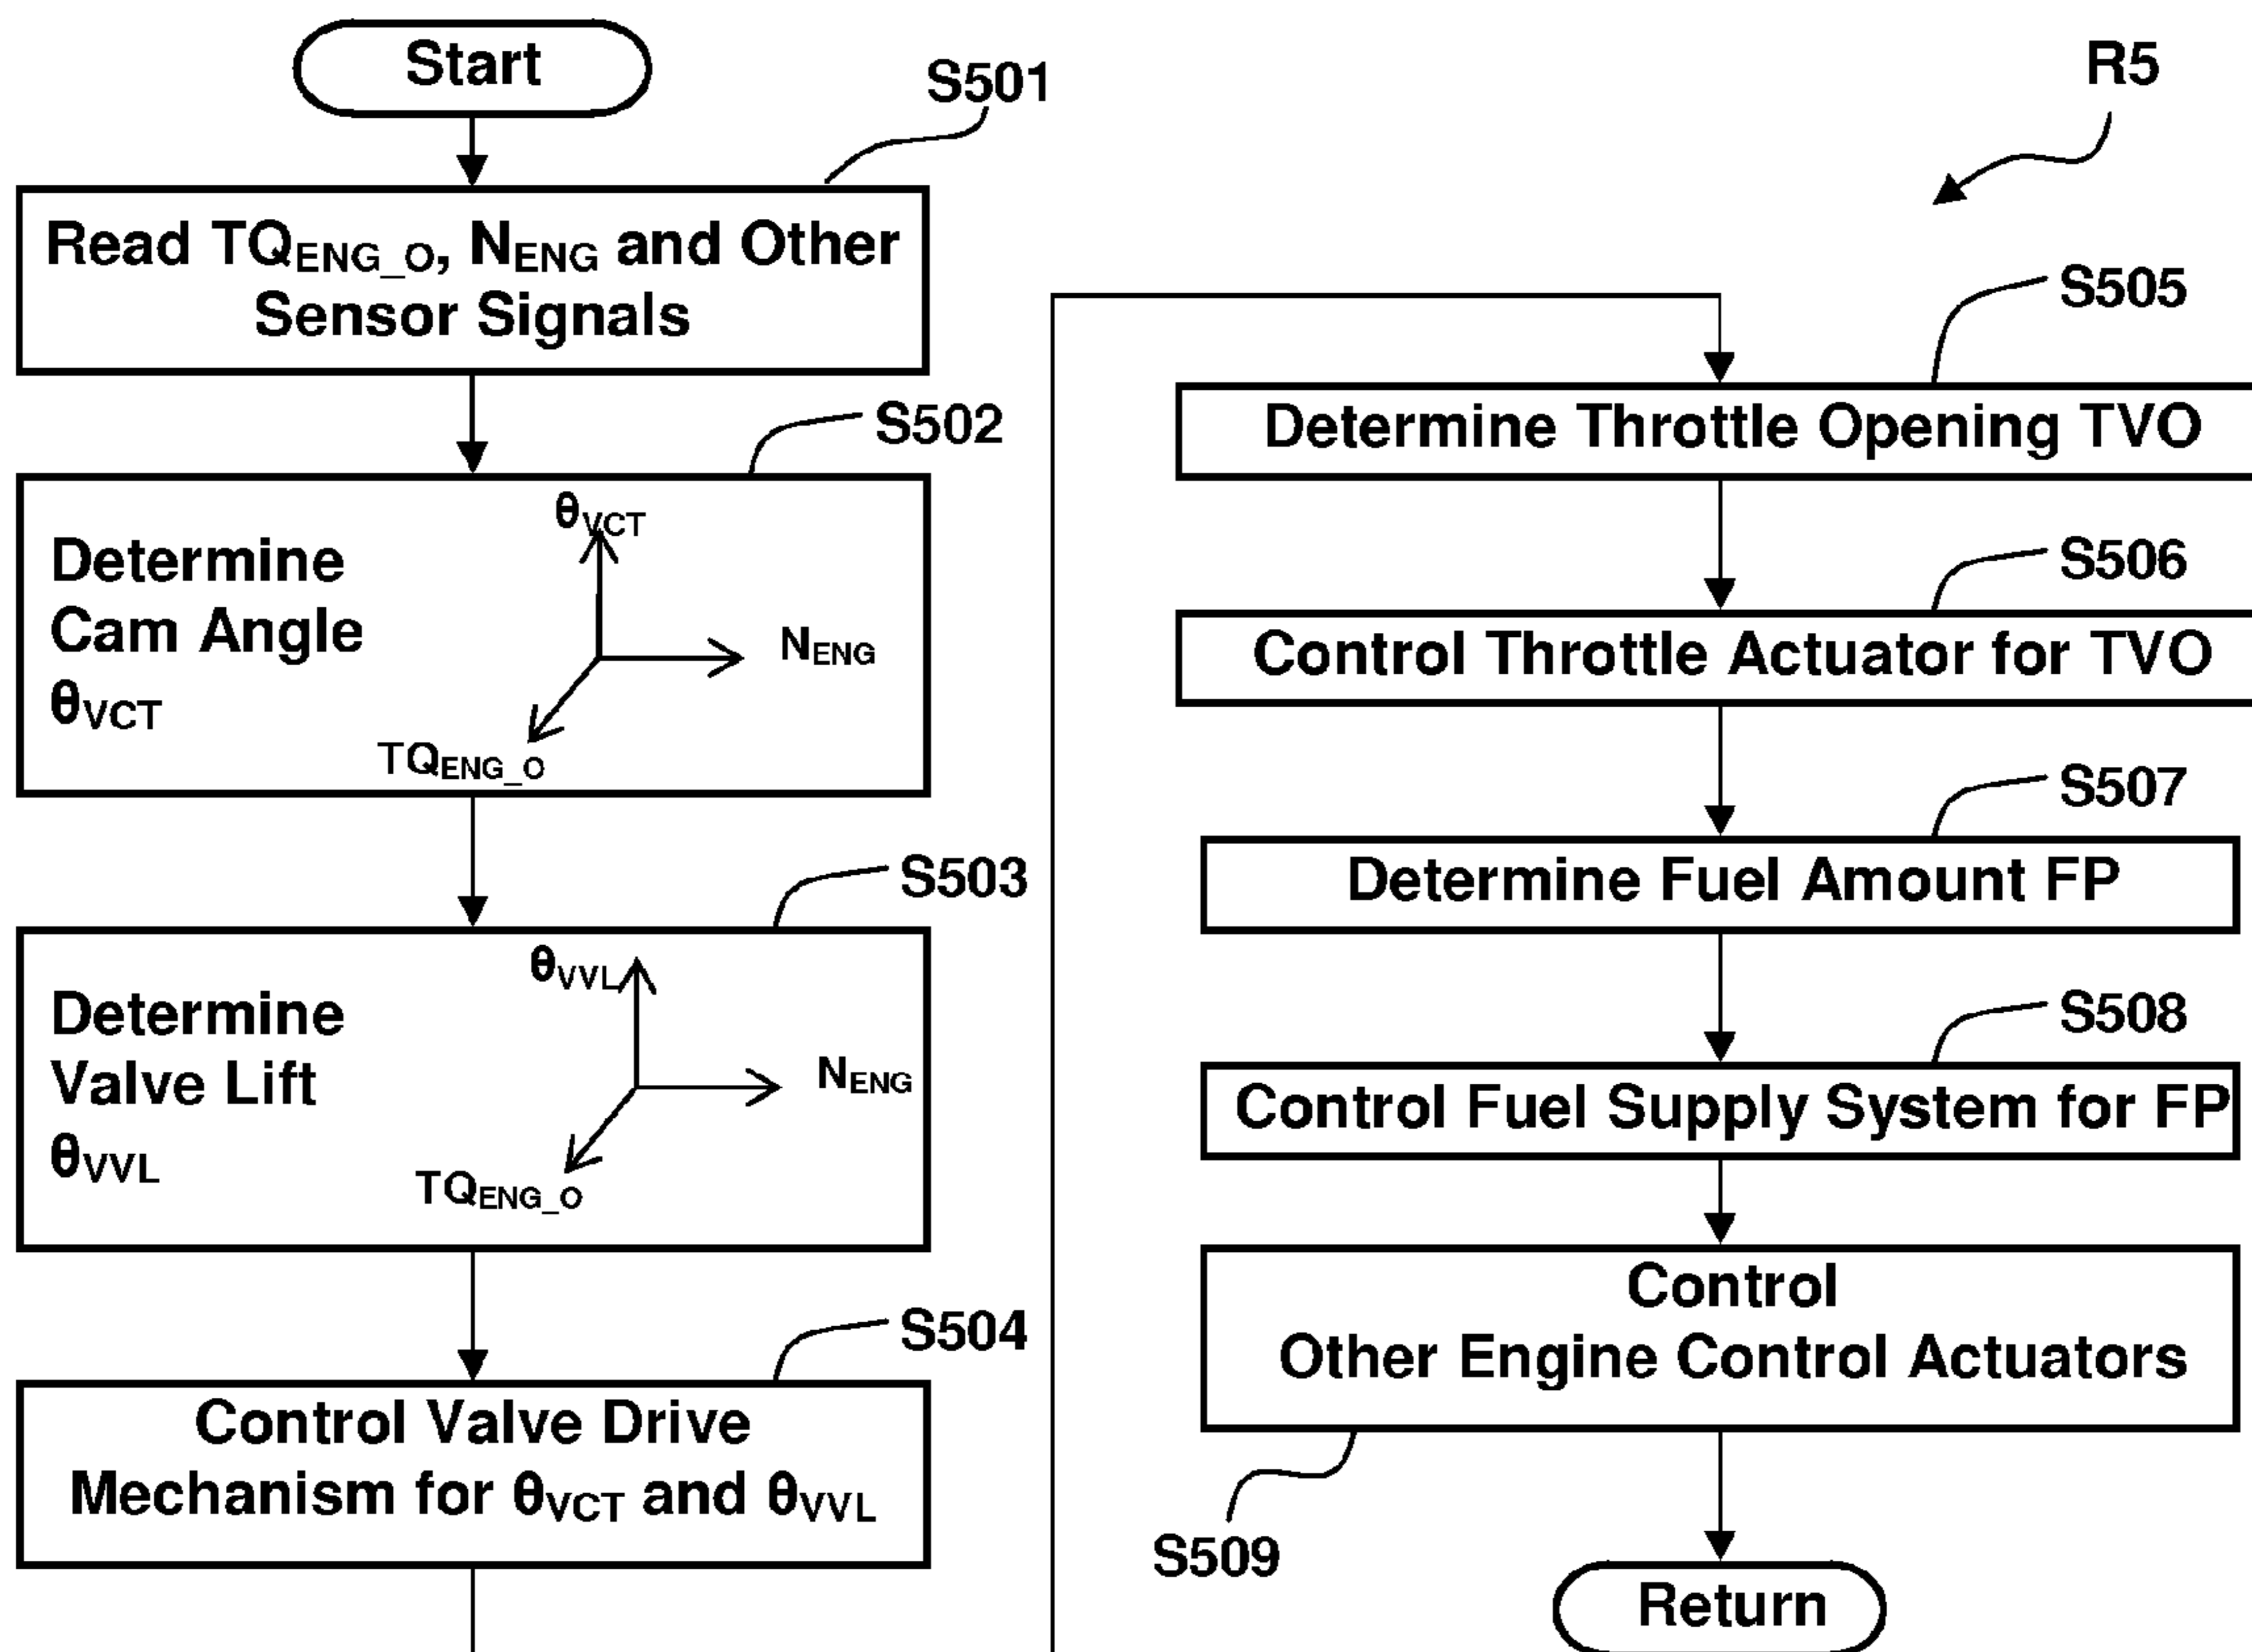 Start
S501
Read TQENG_O, NENG and Other
Sensor Signals
S502
Determine
Cam Angle
θVCT
θVCT
NENG
TQENG_O
S503
Determine
Valve Lift
θVVL
θVVL
NENG
TQENG_O
S504
Control Valve Drive
Mechanism for θVCT and θVVL
R5
S505
Determine Throttle Opening TVO
S506
Control Throttle Actuator for TVO
S507
Determine Fuel Amount FP
S508
Control Fuel Supply System for FP
Control
Other Engine Control Actuators
S509
Return